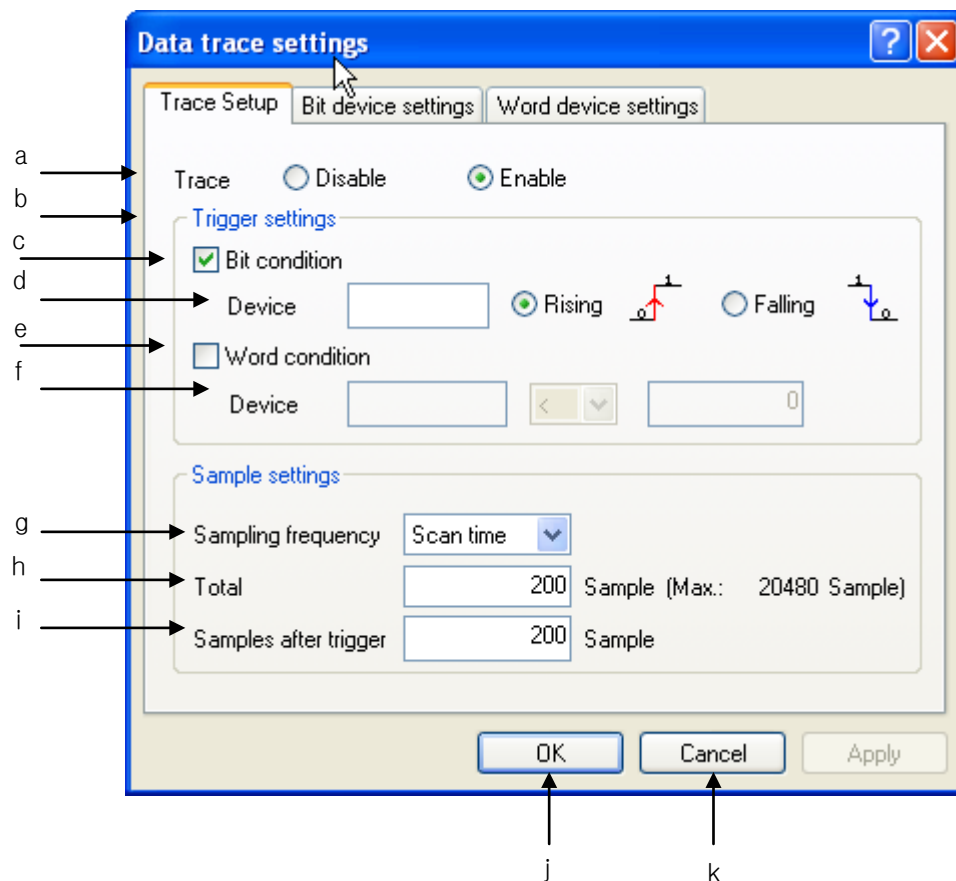 Data trace settings
Trace Setup Bit device settings Word device settings
a
Trace Disable Enable
b
Trigger settings
c
Bit condition
d
Device Rising 0 1 Falling 1 0
e
Word condition
f
Device < 0
Sample settings
g
Sampling frequency Scan time
h
Total 200 Sample (Max.: 20480 Sample)
i
Samples after trigger 200 Sample
OK Cancel Apply
j k